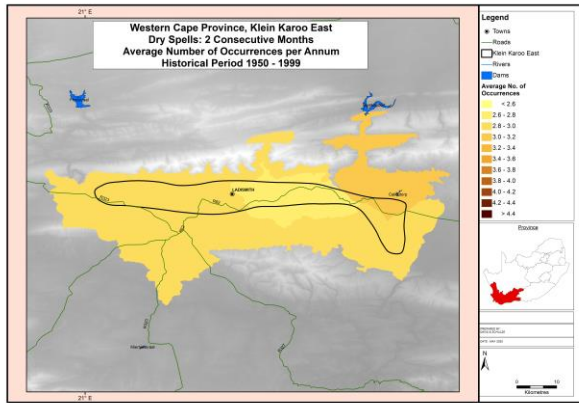 Western Cape Province, Klein Karoo East
Dry Spells: 2 Consecutive Months
Average Number of Occurrences per Annum
Historical Period 1950 - 1999
21° E
LADISMITH
Calitzdorp
R62
R323
21° E
Legend
Towns
Roads
Klein Karoo East
Rivers
Dams
Average No. of
Occurrences
< 2.6
2.6 - 2.8
2.8 - 3.0
3.0 - 3.2
3.2 - 3.4
3.4 - 3.6
3.6 - 3.8
3.8 - 4.0
4.0 - 4.2
4.2 - 4.4
> 4.4
Province
PREPARED BY
N
0
10
Kilometres